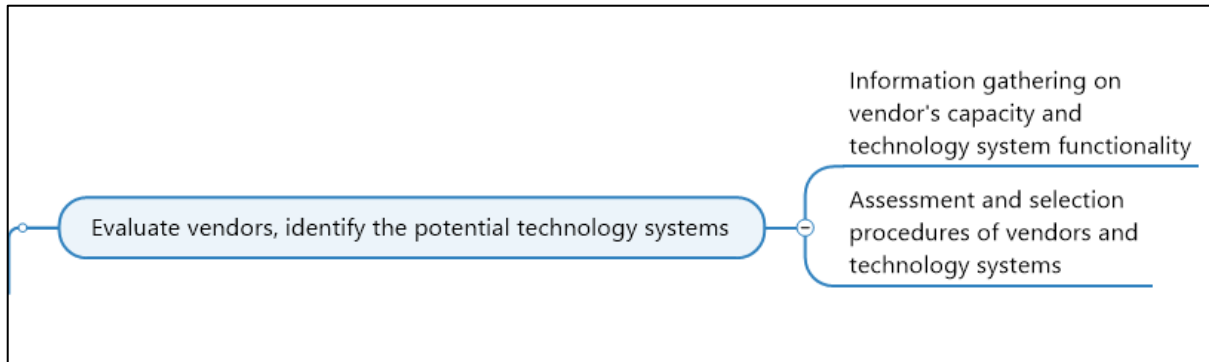 Information gathering on
vendor's capacity and
technology system functionality
Evaluate vendors, identify the potential technology systems
Assessment and selection
procedures of vendors and
technology systems